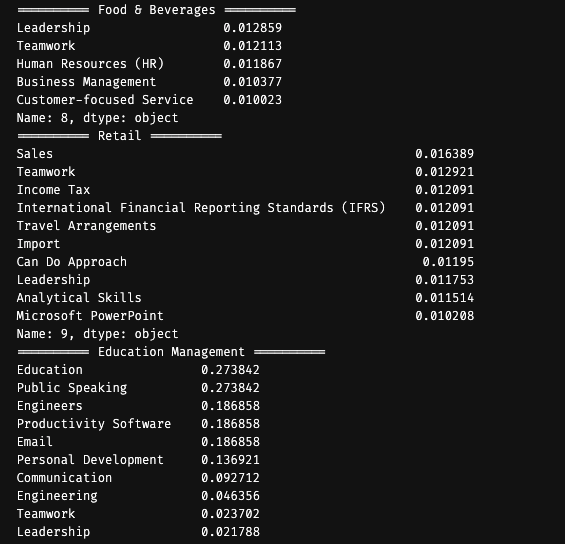 ========== Food & Beverages ==========
Leadership 0.012859
Teamwork 0.012113
Human Resources (HR) 0.011867
Business Management 0.010377
Customer-focused Service 0.010023
Name: 8, dtype: object
========== Retail ==========
Sales 0.016389
Teamwork 0.012921
Income Tax 0.012091
International Financial Reporting Standards (IFRS) 0.012091
Travel Arrangements 0.012091
Import 0.012091
Can Do Approach 0.01195
Leadership 0.011753
Analytical Skills 0.011514
Microsoft PowerPoint 0.010208
Name: 9, dtype: object
========== Education Management ==========
Education 0.273842
Public Speaking 0.273842
Engineers 0.186858
Productivity Software 0.186858
Email 0.186858
Personal Development 0.136921
Communication 0.092712
Engineering 0.046356
Teamwork 0.023702
Leadership 0.021788